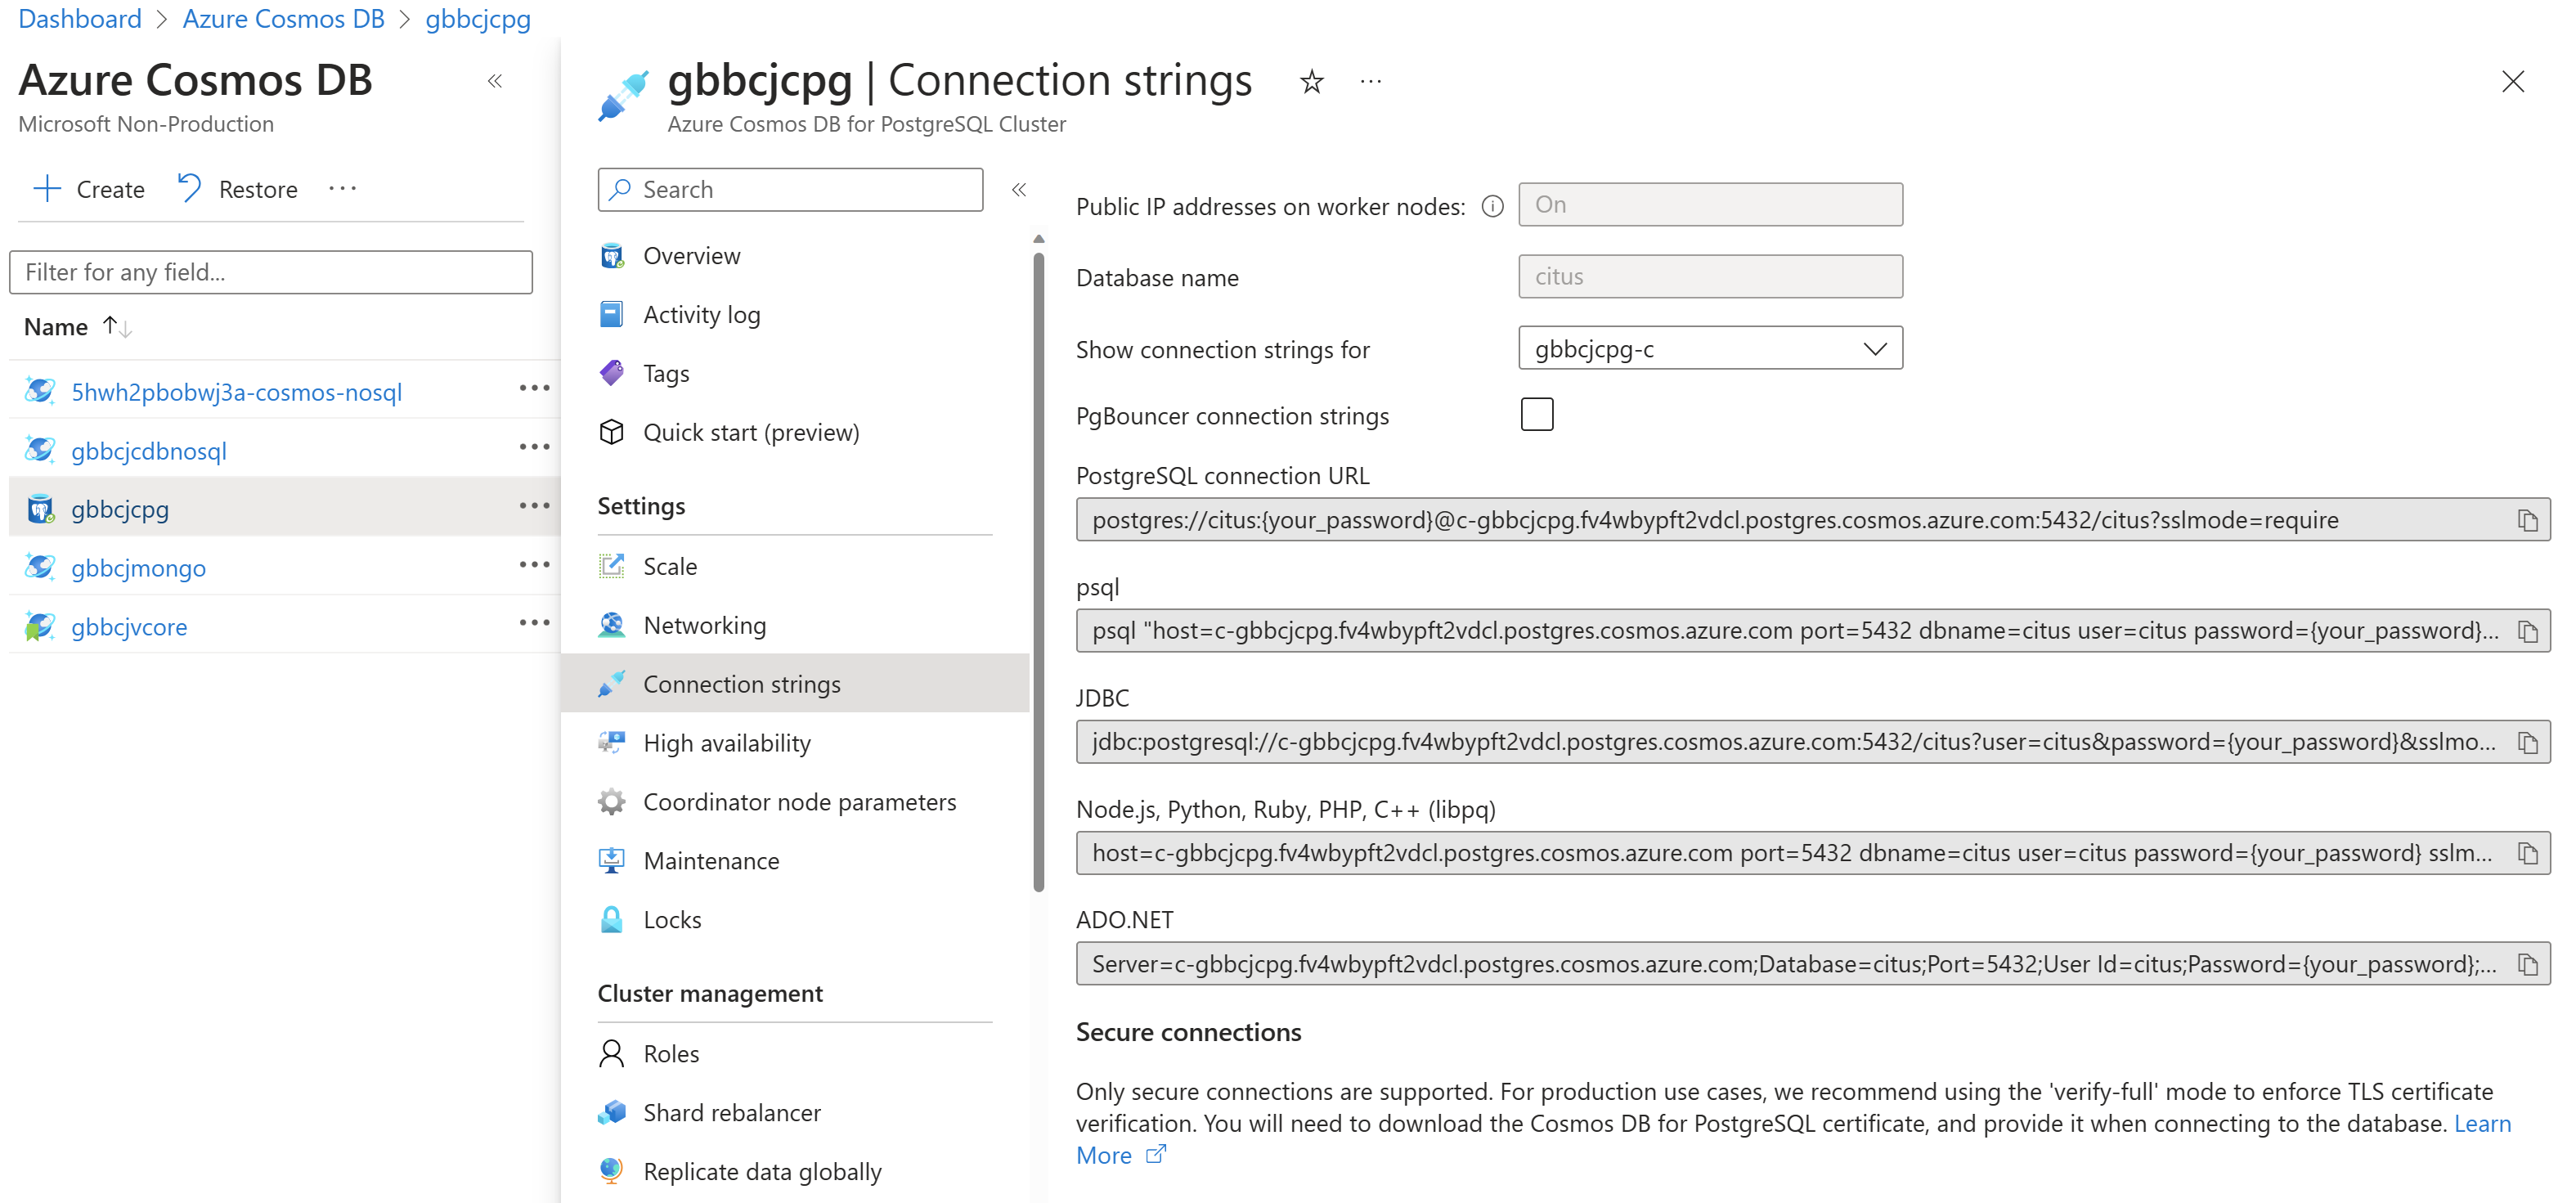 Dashboard > Azure Cosmos DB > gbbcjcpg
Azure Cosmos DB
Microsoft Non-Production
Create
Restore
Filter for any field...
Name
5hwh2pbobwj3a-cosmos-nosql
gbbcjcdbnosql
gbbcjcpg
gbbcjmongo
gbbcjvcore
gbbcjcpg | Connection strings
Azure Cosmos DB for PostgreSQL Cluster
Search
Overview
Activity log
Tags
Quick start (preview)
Settings
Scale
Networking
Connection strings
High availability
Coordinator node parameters
Maintenance
Locks
Cluster management
Roles
Shard rebalancer
Replicate data globally
Public IP addresses on worker nodes: On
Database name citus
Show connection strings for gbbcjcpg-c
PgBouncer connection strings
PostgreSQL connection URL
postgres://citus:{your_password}@c-gbbcjcpg.fv4wbypft2vdcl.postgres.cosmos.azure.com:5432/citus?sslmode=require
psql
psql "host=c-gbbcjcpg.fv4wbypft2vdcl.postgres.cosmos.azure.com port=5432 dbname=citus user=citus password={your_password}...
JDBC
jdbc:postgresql://c-gbbcjcpg.fv4wbypft2vdcl.postgres.cosmos.azure.com:5432/citus?user=citus&password={your_password}&sslmo...
Node.js, Python, Ruby, PHP, C++ (libpq)
host=c-gbbcjcpg.fv4wbypft2vdcl.postgres.cosmos.azure.com port=5432 dbname=citus user=citus password={your_password} sslm...
ADO.NET
Server=c-gbbcjcpg.fv4wbypft2vdcl.postgres.cosmos.azure.com;Database=citus;Port=5432;User Id=citus;Password={your_password};...
Secure connections
Only secure connections are supported. For production use cases, we recommend using the 'verify-full' mode to enforce TLS certificate
verification. You will need to download the Cosmos DB for PostgreSQL certificate, and provide it when connecting to the database. Learn
More